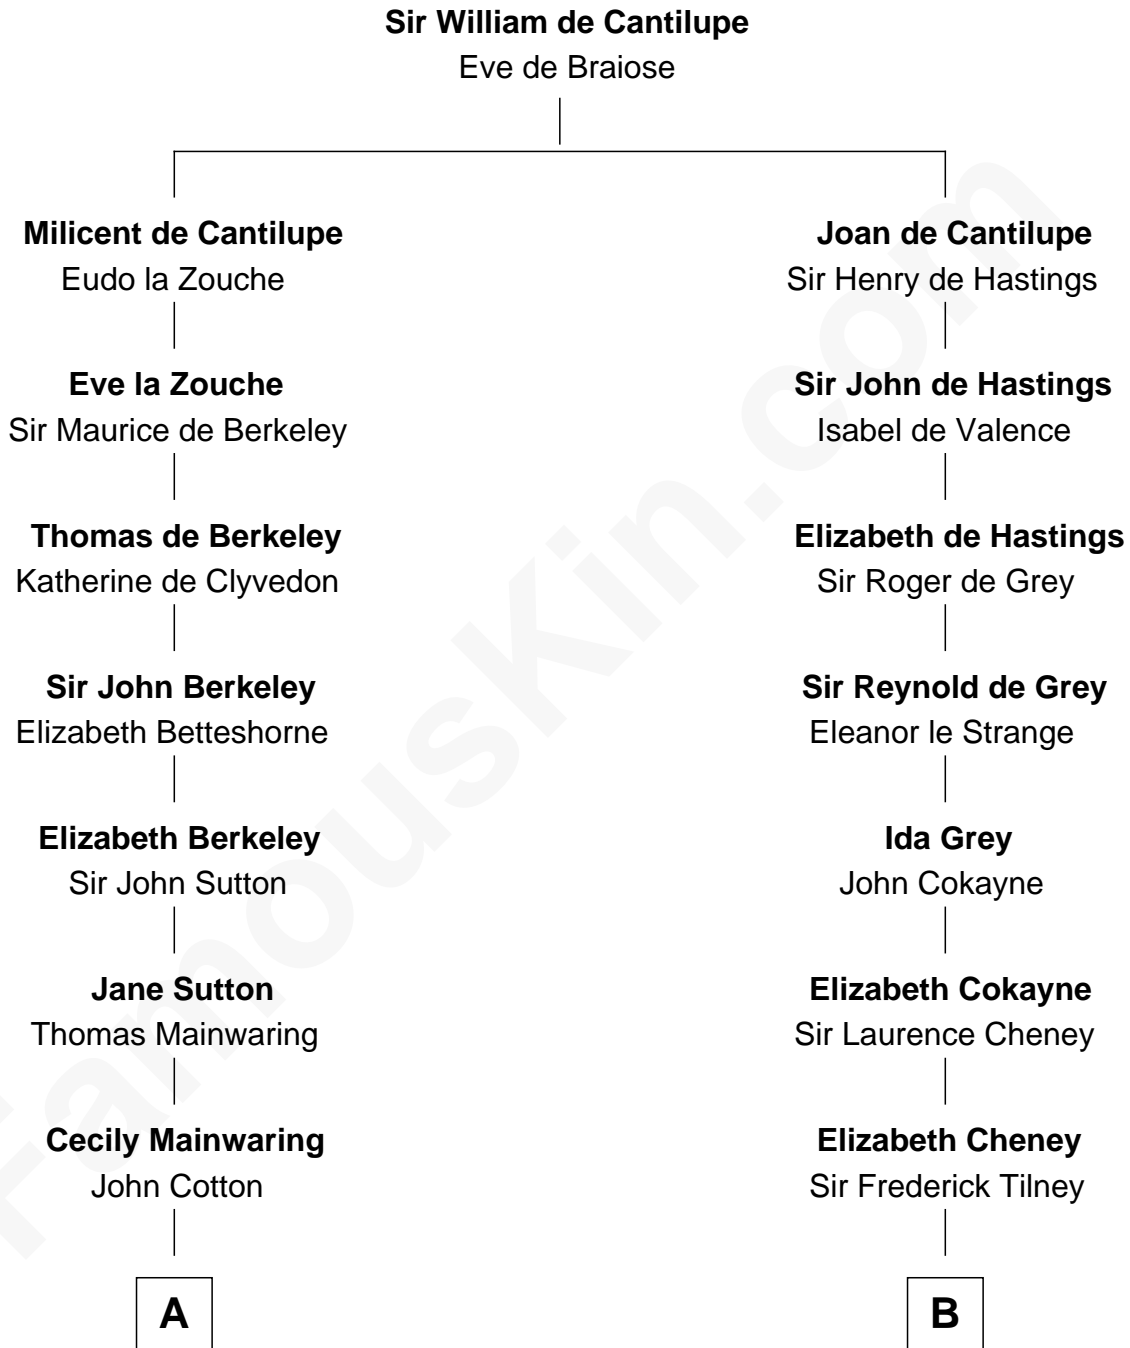 Sir William de Cantilupe
Eve de Braiose
Milicent de Cantilupe
Eudo la Zouche
Joan de Cantilupe
Sir Henry de Hastings
Eve la Zouche
Sir Maurice de Berkeley
Sir John de Hastings
Isabel de Valence
Thomas de Berkeley
Katherine de Clyvedon
Elizabeth de Hastings
Sir Roger de Grey
Sir John Berkeley
Elizabeth Betteshorne
Sir Reynold de Grey
Eleanor le Strange
Elizabeth Berkeley
Sir John Sutton
Ida Grey
John Cokayne
Jane Sutton
Thomas Mainwaring
Elizabeth Cokayne
Sir Laurence Cheney
Cecily Mainwaring
John Cotton
Elizabeth Cheney
Sir Frederick Tilney
A
B
FamousKin.com